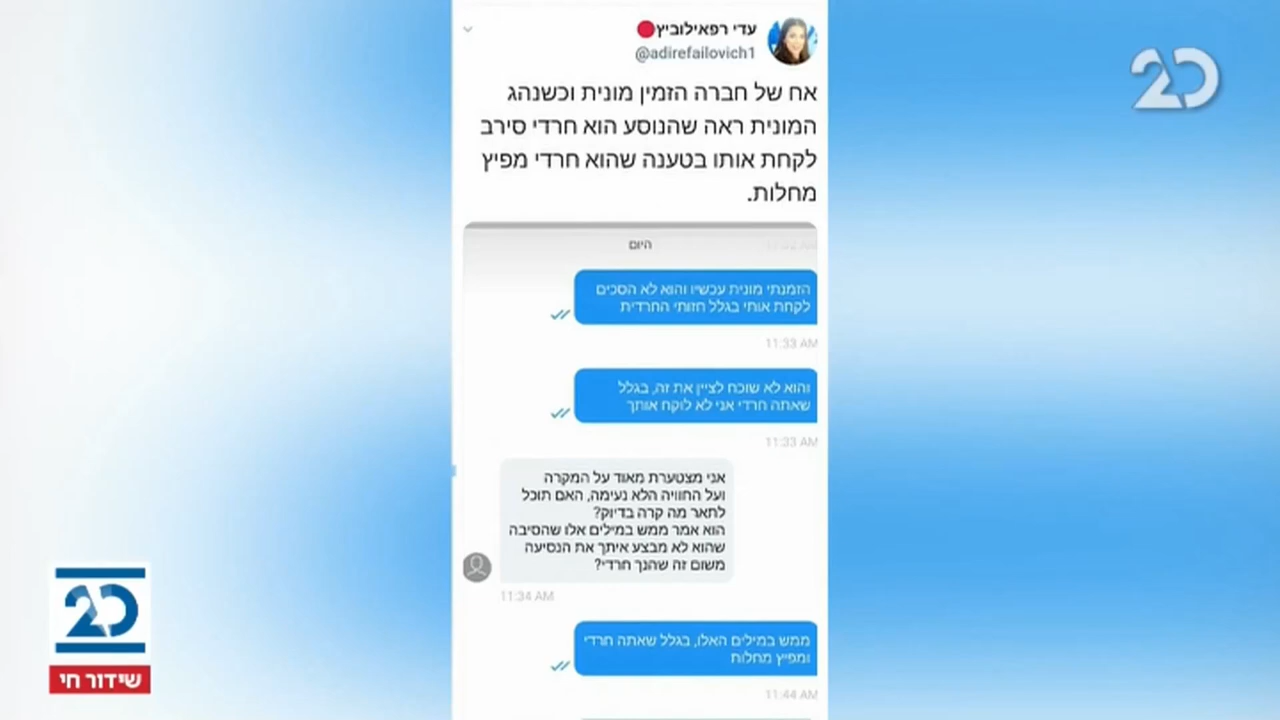 עדי רפאילוביץ
@adirefailovich1
20
אח של חברה הזמין מונית וכשנהג
המונית ראה שהנוסע הוא חרדי סירב
לקחת אותו בטענה שהוא חרדי מפיץ
מחלות.
היום
הזמנתי מונית עכשיו והוא לא הסכים
לקחת אותי בגלל חזותי החרדית
11:33 AM
והוא לא שוכח לציין את זה, בגלל
שאתה חרדי אני לא לוקח אותך
11:33 AM
אני מצטערת מאוד על המקרה
ועל החוויה הלא נעימה, האם תוכל
לתאר מה קרה בדיוק?
הוא אמר ממש במילים אלו שהסיבה
שהוא לא מבצע איתך את הנסיעה
משום זה שהנך חרדי?
11:34 AM
ממש במילים האלו, בגלל שאתה חרדי
ומפיץ מחלות
11:44 AM
20
שידור חי